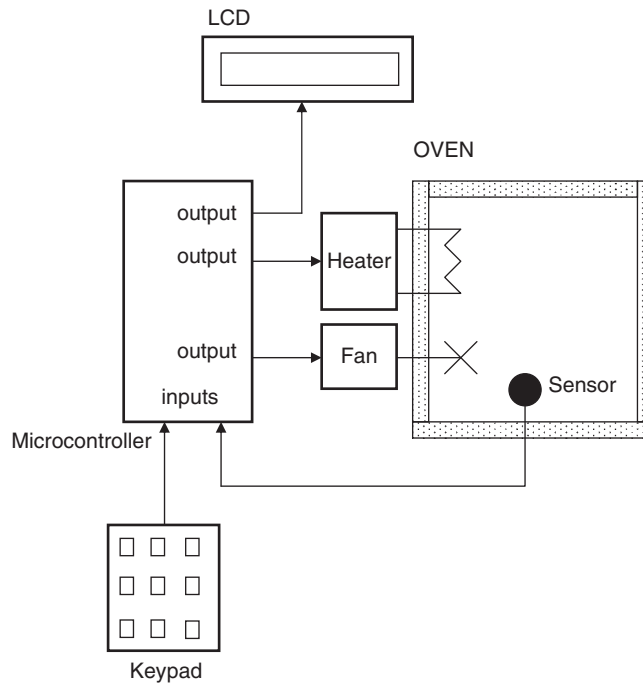 LCD
OVEN
output
output
Heater
output
Fan
Sensor
inputs
Microcontroller
Keypad